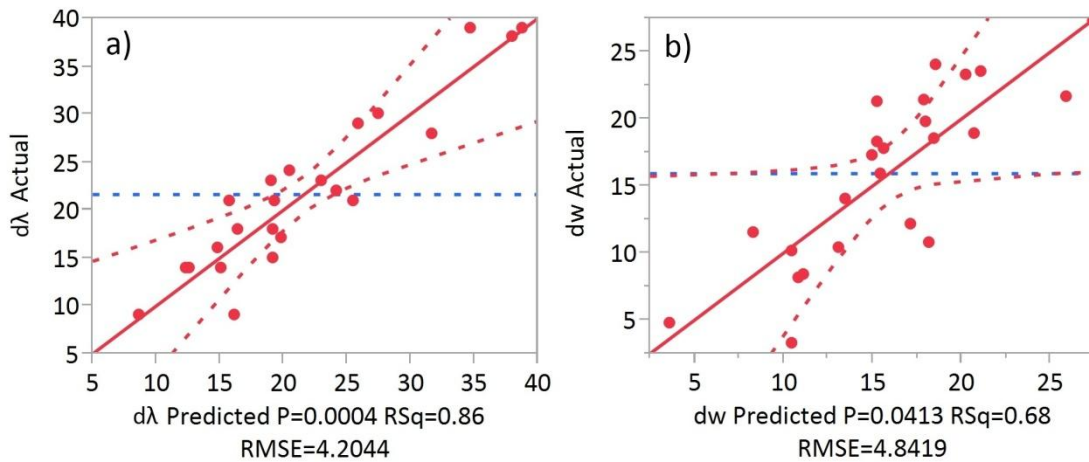 a)
40
35
30
25
20
15
10
5
dλ Actual
5 10 15 20 25 30 35 40
dλ Predicted P=0.0004 RSq=0.86
RMSE=4.2044
b)
25
20
15
10
5
dw Actual
5 10 15 20 25
dw Predicted P=0.0413 RSq=0.68
RMSE=4.8419